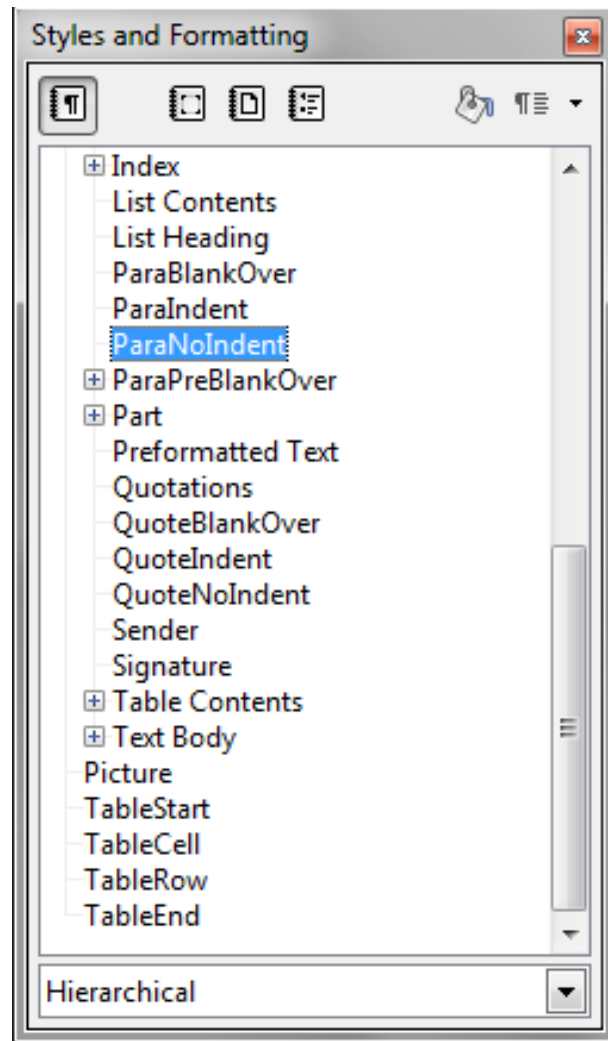 Styles and Formatting
Index
List Contents
List Heading
ParaBlankOver
ParaIndent
ParaNoIndent
ParaPreBlankOver
Part
Preformatted Text
Quotations
QuoteBlankOver
QuoteIndent
QuoteNoIndent
Sender
Signature
Table Contents
Text Body
Picture
TableStart
TableCell
TableRow
TableEnd
Hierarchical